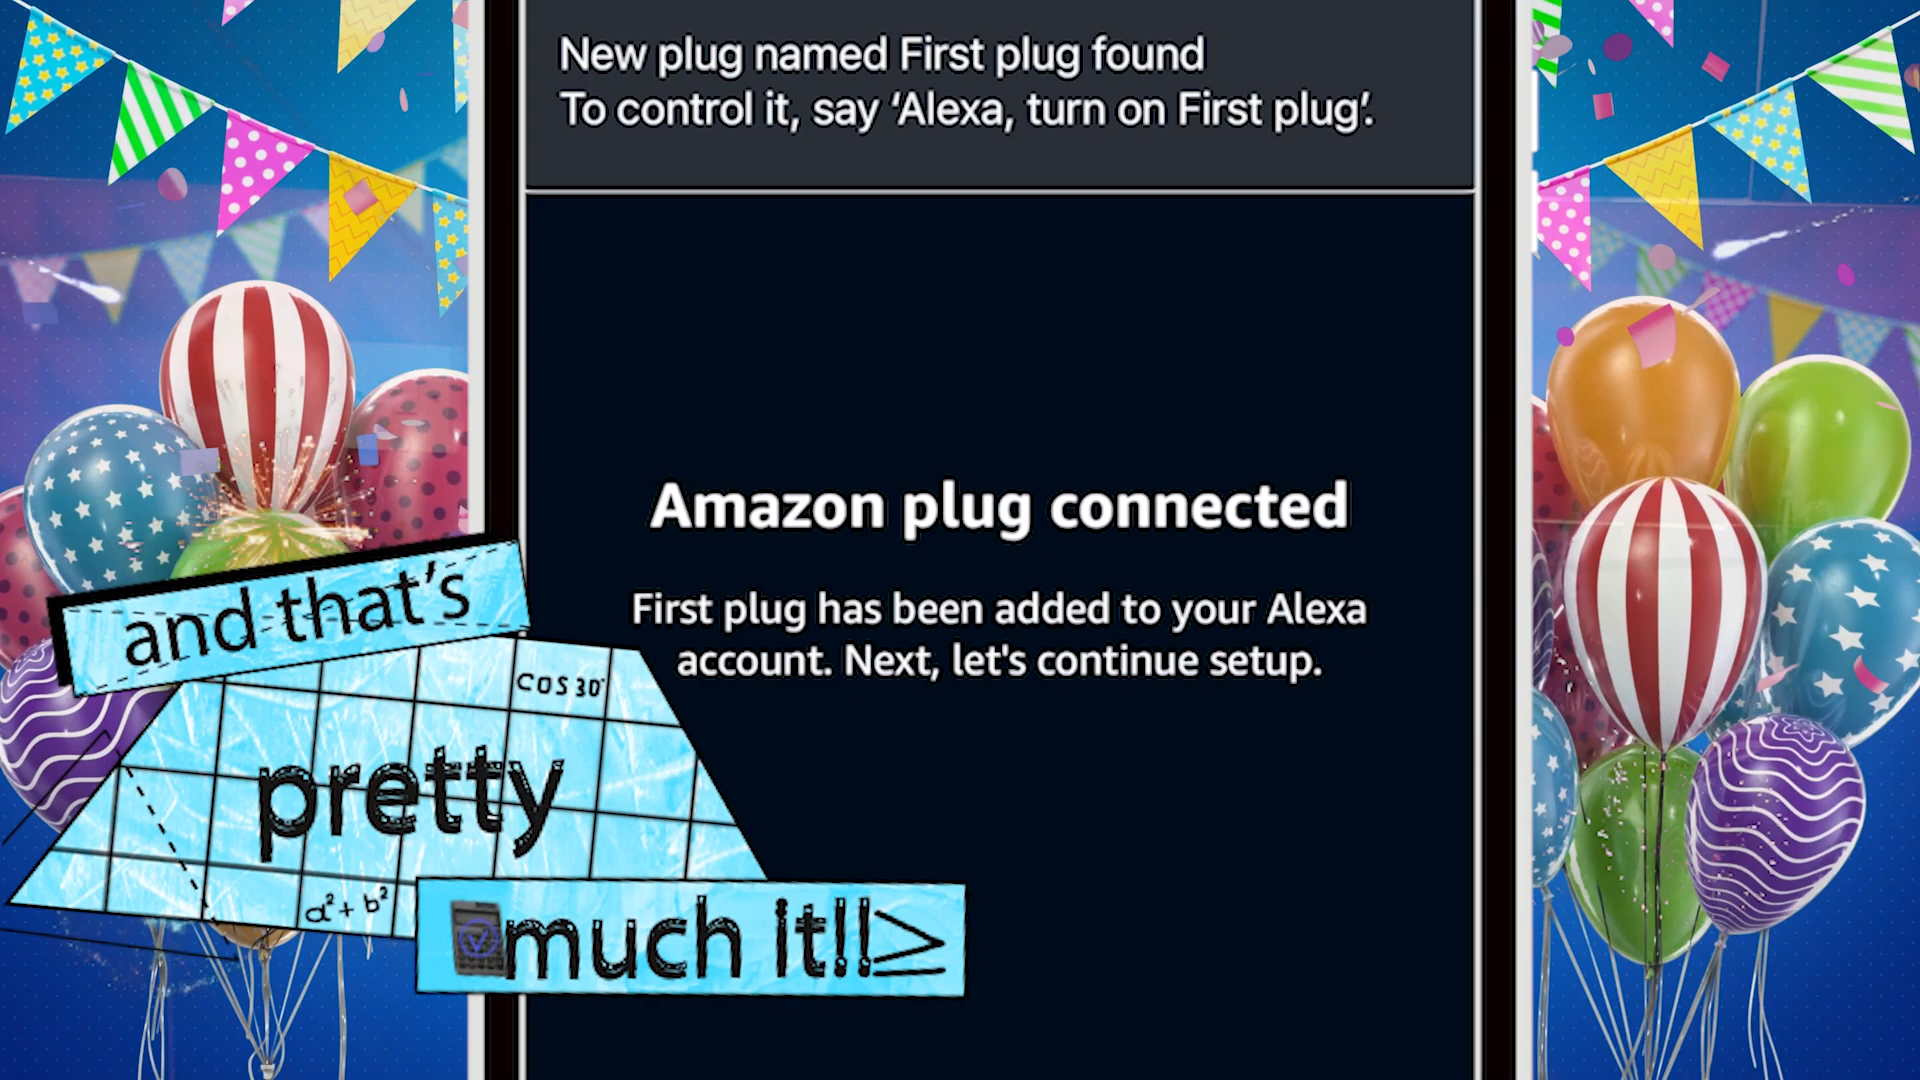 New plug named First plug found
To control it, say ‘Alexa, turn on First plug’.
Amazon plug connected
First plug has been added to your Alexa
account. Next, let's continue setup.
and that’s
cos 30°
pretty
a² + b²
much it!!≥